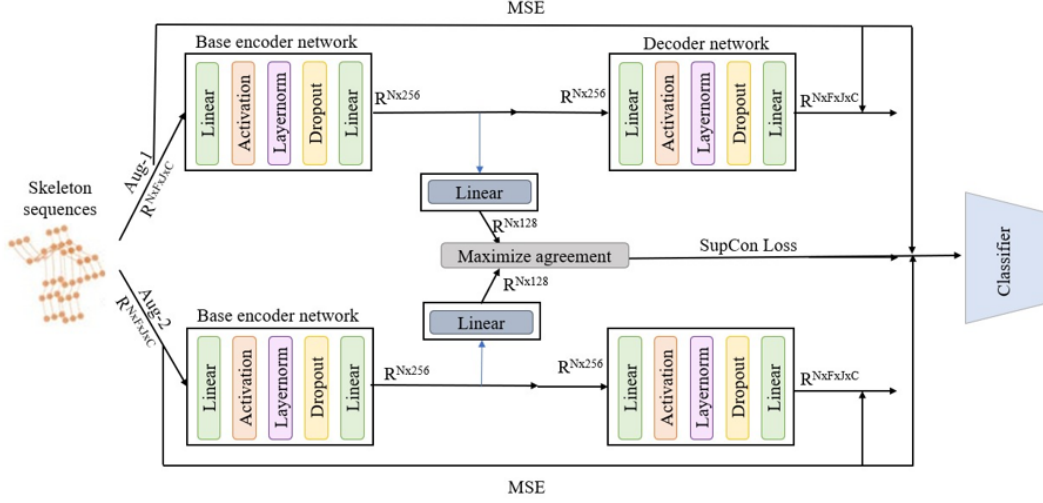 MSE
Base encoder network
Decoder network
Linear
Activation
Layernorm
Dropout
Linear
R^Nx256
R^Nx256
Linear
Activation
Layernorm
Dropout
Linear
R^NxFxJxC
Aug-1
R^NxFxJxC
Skeleton
sequences
Linear
R^Nx128
Maximize agreement
SupCon Loss
Classifier
R^Nx128
Linear
Aug-2
R^NxFxJxC
Base encoder network
Linear
Activation
Layernorm
Dropout
Linear
R^Nx256
R^Nx256
Linear
Activation
Layernorm
Dropout
Linear
R^NxFxJxC
MSE